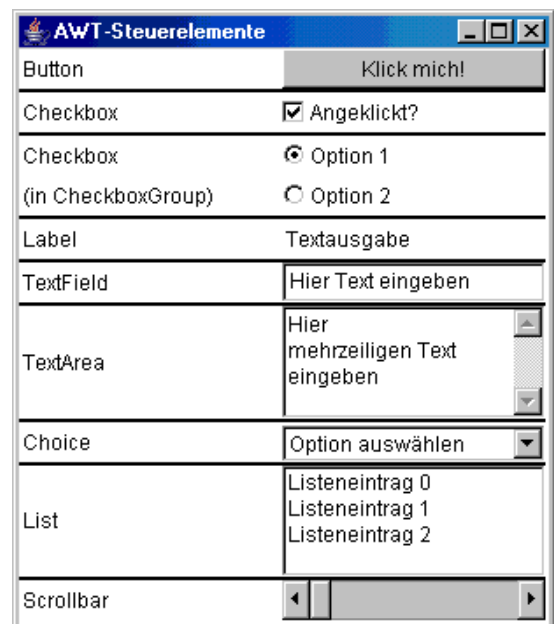 AWT-Steuerelemente
Button Klick mich!
Checkbox Angeklickt?
Checkbox Option 1
(in CheckboxGroup) Option 2
Label Textausgabe
TextField Hier Text eingeben
TextArea
Hier
mehrzeiligen Text
eingeben
Choice Option auswählen
List
Listeneintrag 0
Listeneintrag 1
Listeneintrag 2
Scrollbar